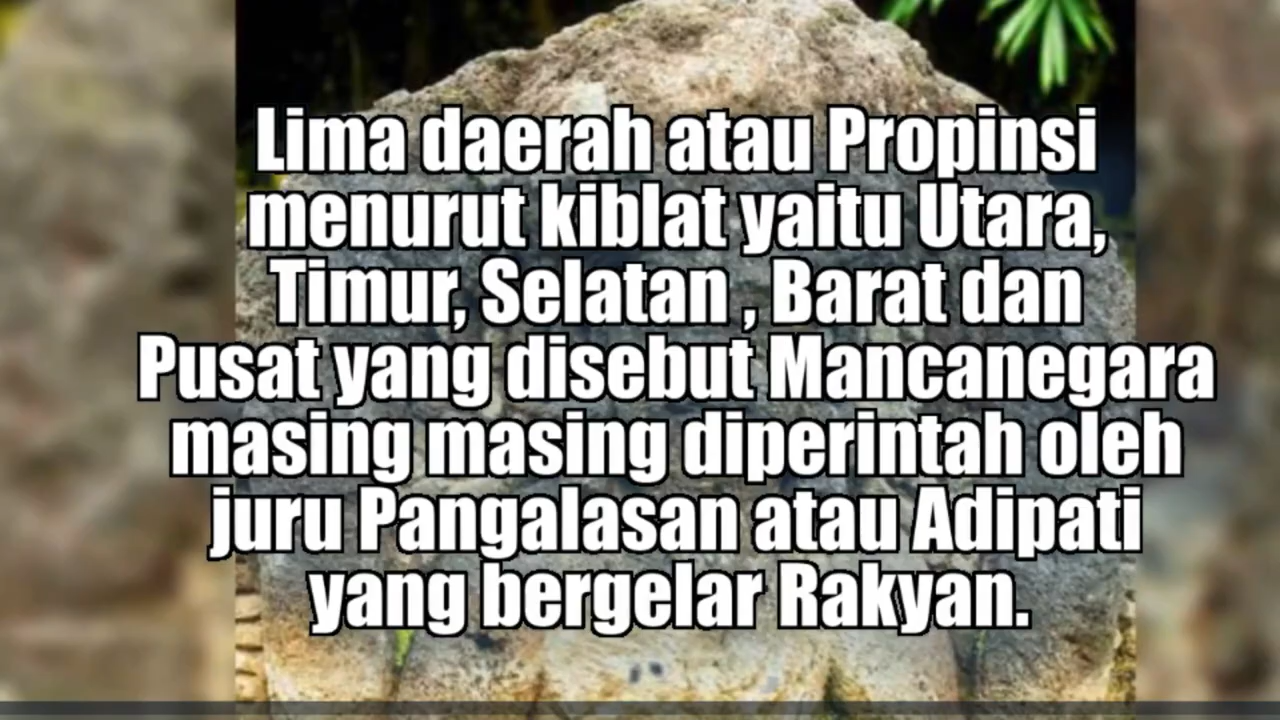 Lima daerah atau Propinsi
menurut kiblat yaitu Utara,
Timur, Selatan , Barat dan
Pusat yang disebut Mancanegara
masing masing diperintah oleh
juru Pangalasan atau Adipati
yang bergelar Rakyan.